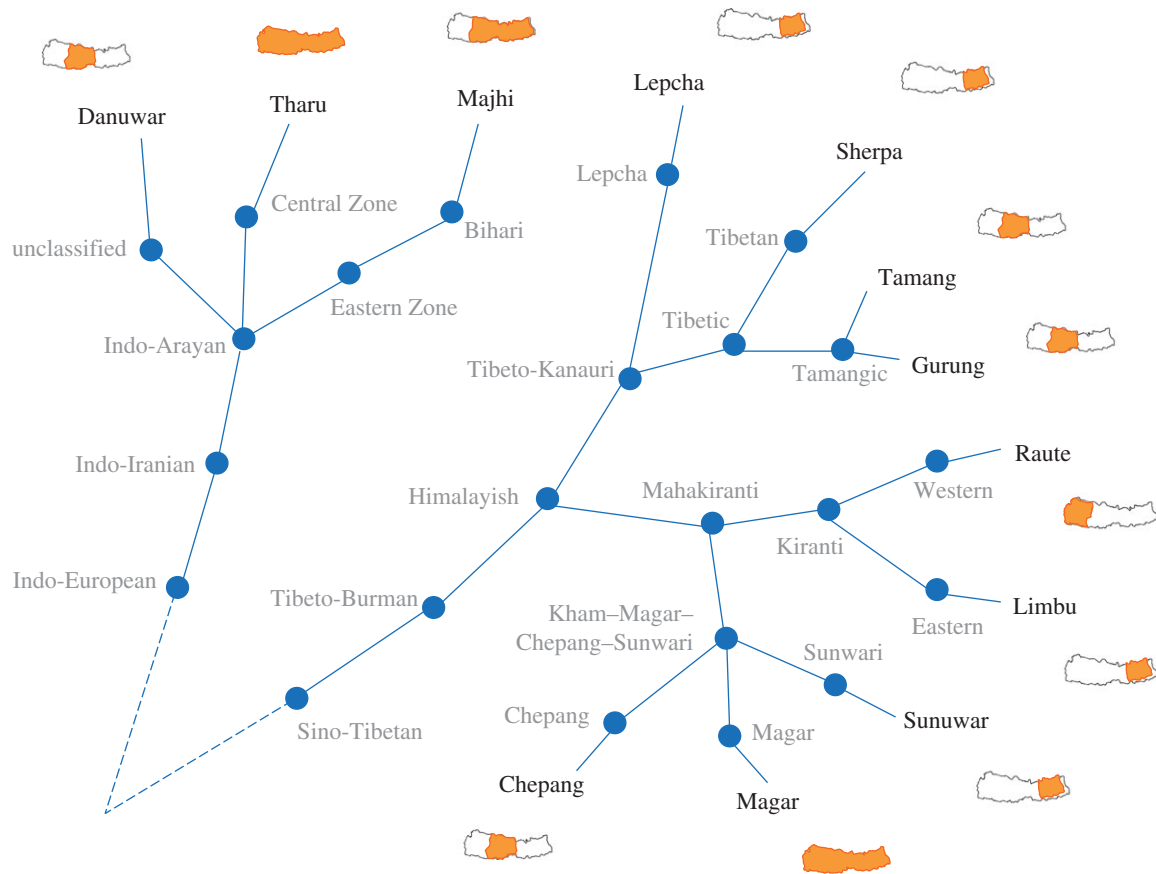 Lepcha
Majhi
Tharu
Danuwar
Sherpa
Lepcha
Central Zone
Bihari
Tibetan
unclassified
Tamang
Eastern Zone
Tibetic
Indo-Arayan
Tibeto-Kanauri
Tamangic
Gurung
Raute
Indo-Iranian
Himalayish
Mahakiranti
Western
Kiranti
Indo-European
Tibeto-Burman
Kham–Magar–
Chepang–Sunwari
Limbu
Eastern
Sunwari
Chepang
Sunuwar
Sino-Tibetan
Magar
Chepang
Magar